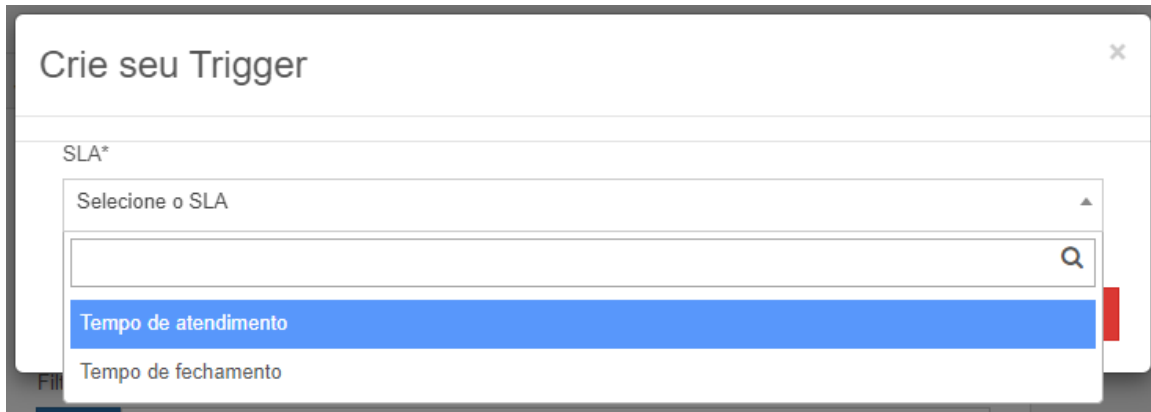 Crie seu Trigger
×
SLA*
Selecione o SLA
Tempo de atendimento
Tempo de fechamento